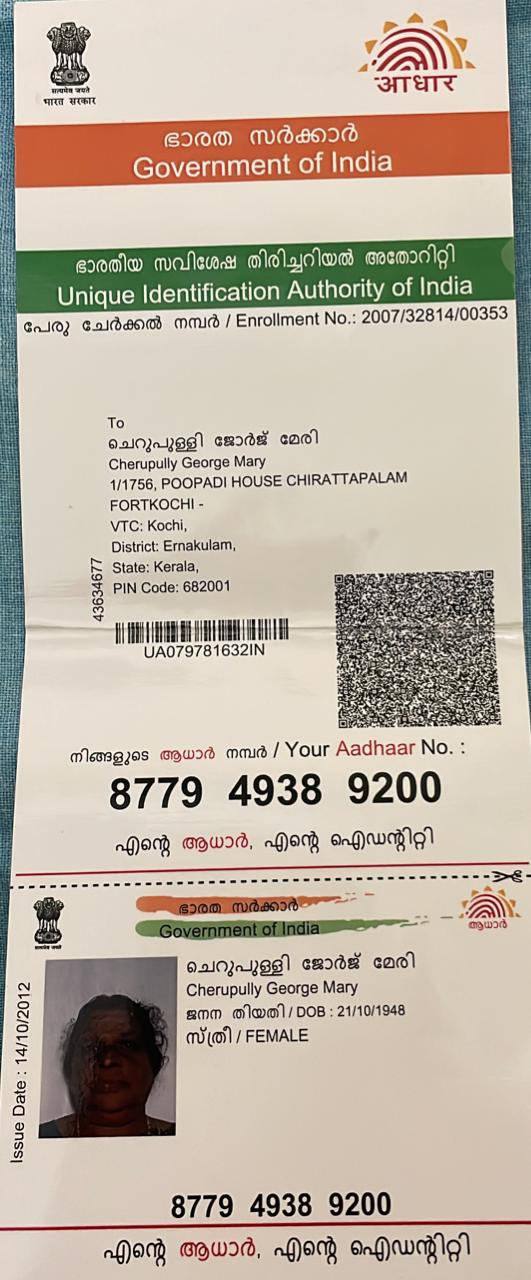 सत्यमेव जयते
भारत सरकार
आधार
ഭാരത സർക്കാർ
Government of India
ഭാരതീയ സവിശേഷ തിരിച്ചറിയൽ അതോറിറ്റി
Unique Identification Authority of India
പേരു ചേർക്കൽ നമ്പർ / Enrollment No.: 2007/32814/00353
To
ചെറുപുള്ളി ജോർജ് മേരി
Cherupully George Mary
1/1756, POOPADI HOUSE CHIRATTAPALAM
FORTKOCHI -
VTC: Kochi,
District: Ernakulam,
State: Kerala,
PIN Code: 682001
43634677
UA079781632IN
നിങ്ങളുടെ ആധാർ നമ്പർ / Your Aadhaar No. :
8779 4938 9200
എന്റെ ആധാർ, എന്റെ ഐഡന്റിറ്റി
ഭാരത സർക്കാർ
Government of India
ആധാർ
ചെറുപുള്ളി ജോർജ് മേരി
Cherupully George Mary
ജനന തിയതി / DOB : 21/10/1948
സ്ത്രീ / FEMALE
Issue Date : 14/10/2012
8779 4938 9200
എന്റെ ആധാർ, എന്റെ ഐഡന്റിറ്റി